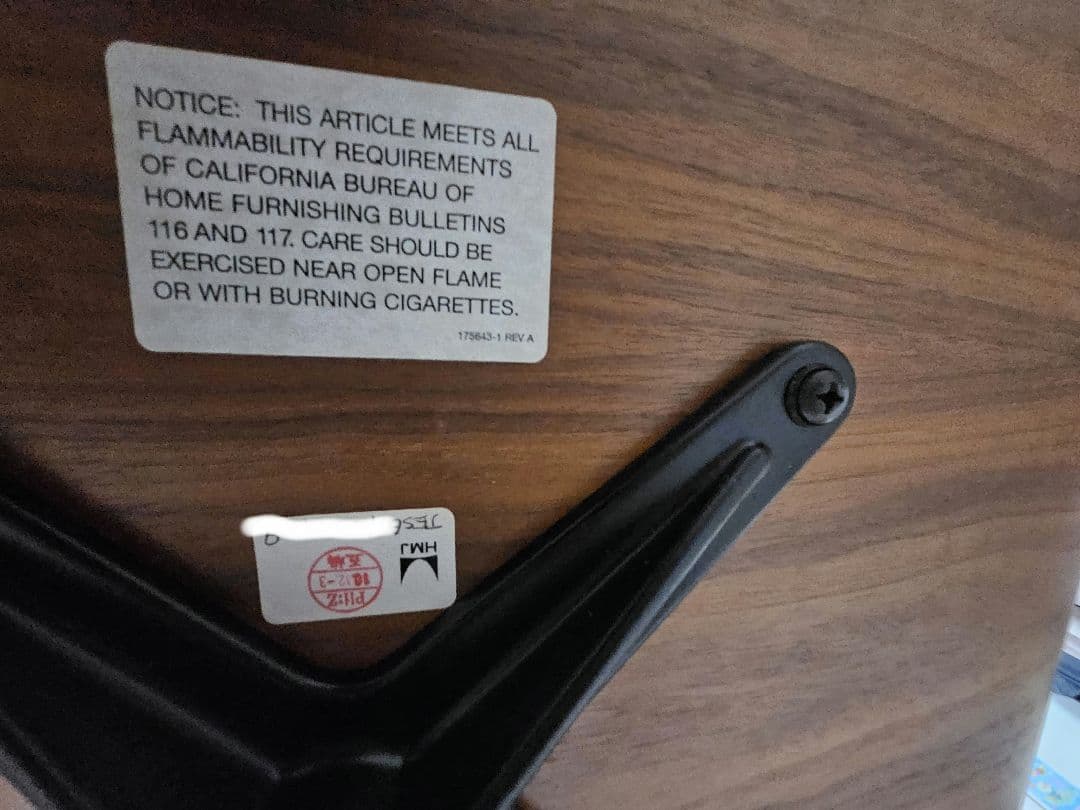 NOTICE: THIS ARTICLE MEETS ALL
FLAMMABILITY REQUIREMENTS
OF CALIFORNIA BUREAU OF
HOME FURNISHING BULLETINS
116 AND 117. CARE SHOULD BE
EXERCISED NEAR OPEN FLAME
OR WITH BURNING CIGARETTES.
175643-1 REV A
HMJ